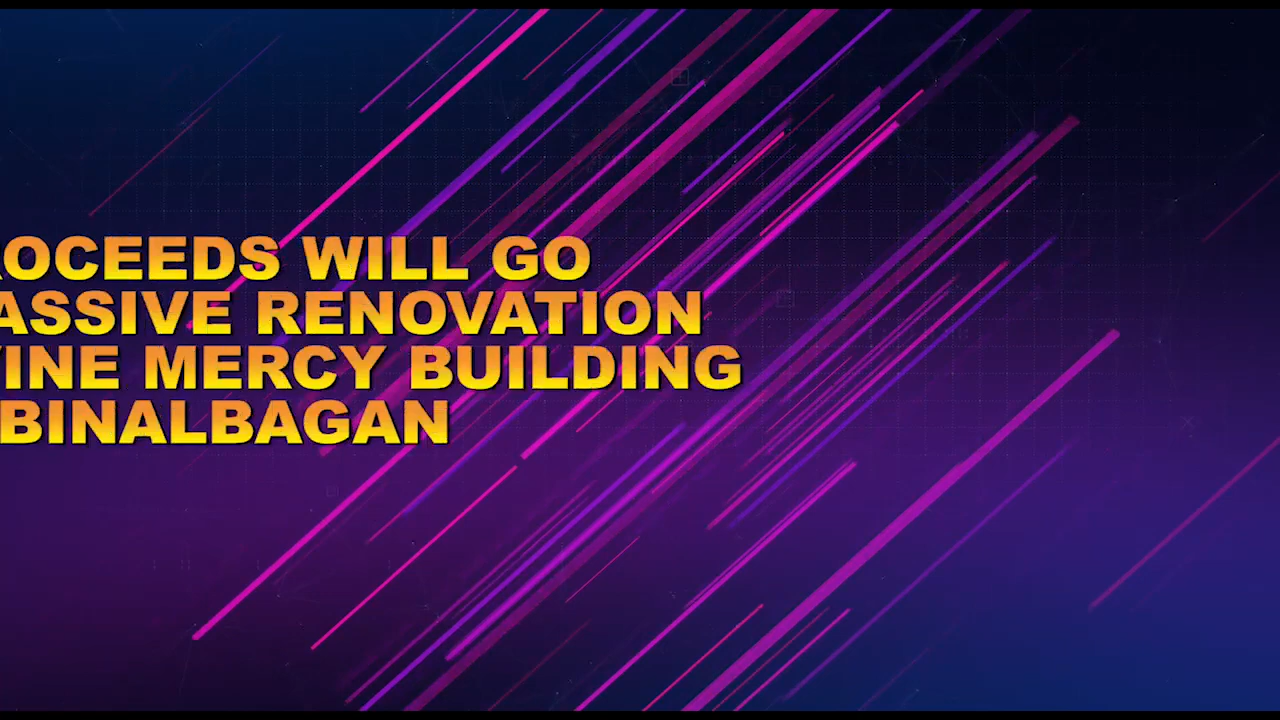 OCEEDS WILL GO
ASSIVE RENOVATION
INE MERCY BUILDING
BINALBAGAN